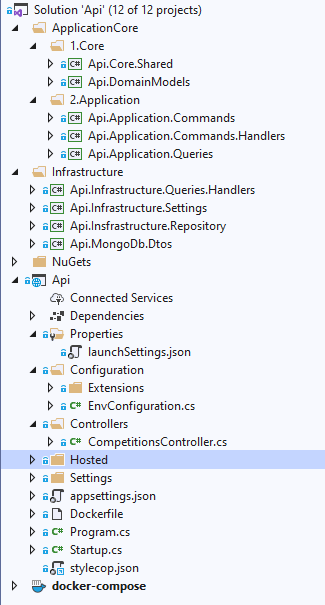 Solution 'Api' (12 of 12 projects)
ApplicationCore
1.Core
C# Api.Core.Shared
C# Api.DomainModels
2.Application
C# Api.Application.Commands
C# Api.Application.Commands.Handlers
C# Api.Application.Queries
Infrastructure
C# Api.Infrastructure.Queries.Handlers
C# Api.Infrastructure.Settings
C# Api.Insfrastructure.Repository
C# Api.MongoDb.Dtos
NuGets
Api
Connected Services
Dependencies
Properties
launchSettings.json
Configuration
Extensions
C# EnvConfiguration.cs
Controllers
C# CompetitionsController.cs
Hosted
Settings
appsettings.json
Dockerfile
C# Program.cs
C# Startup.cs
stylecop.json
docker-compose